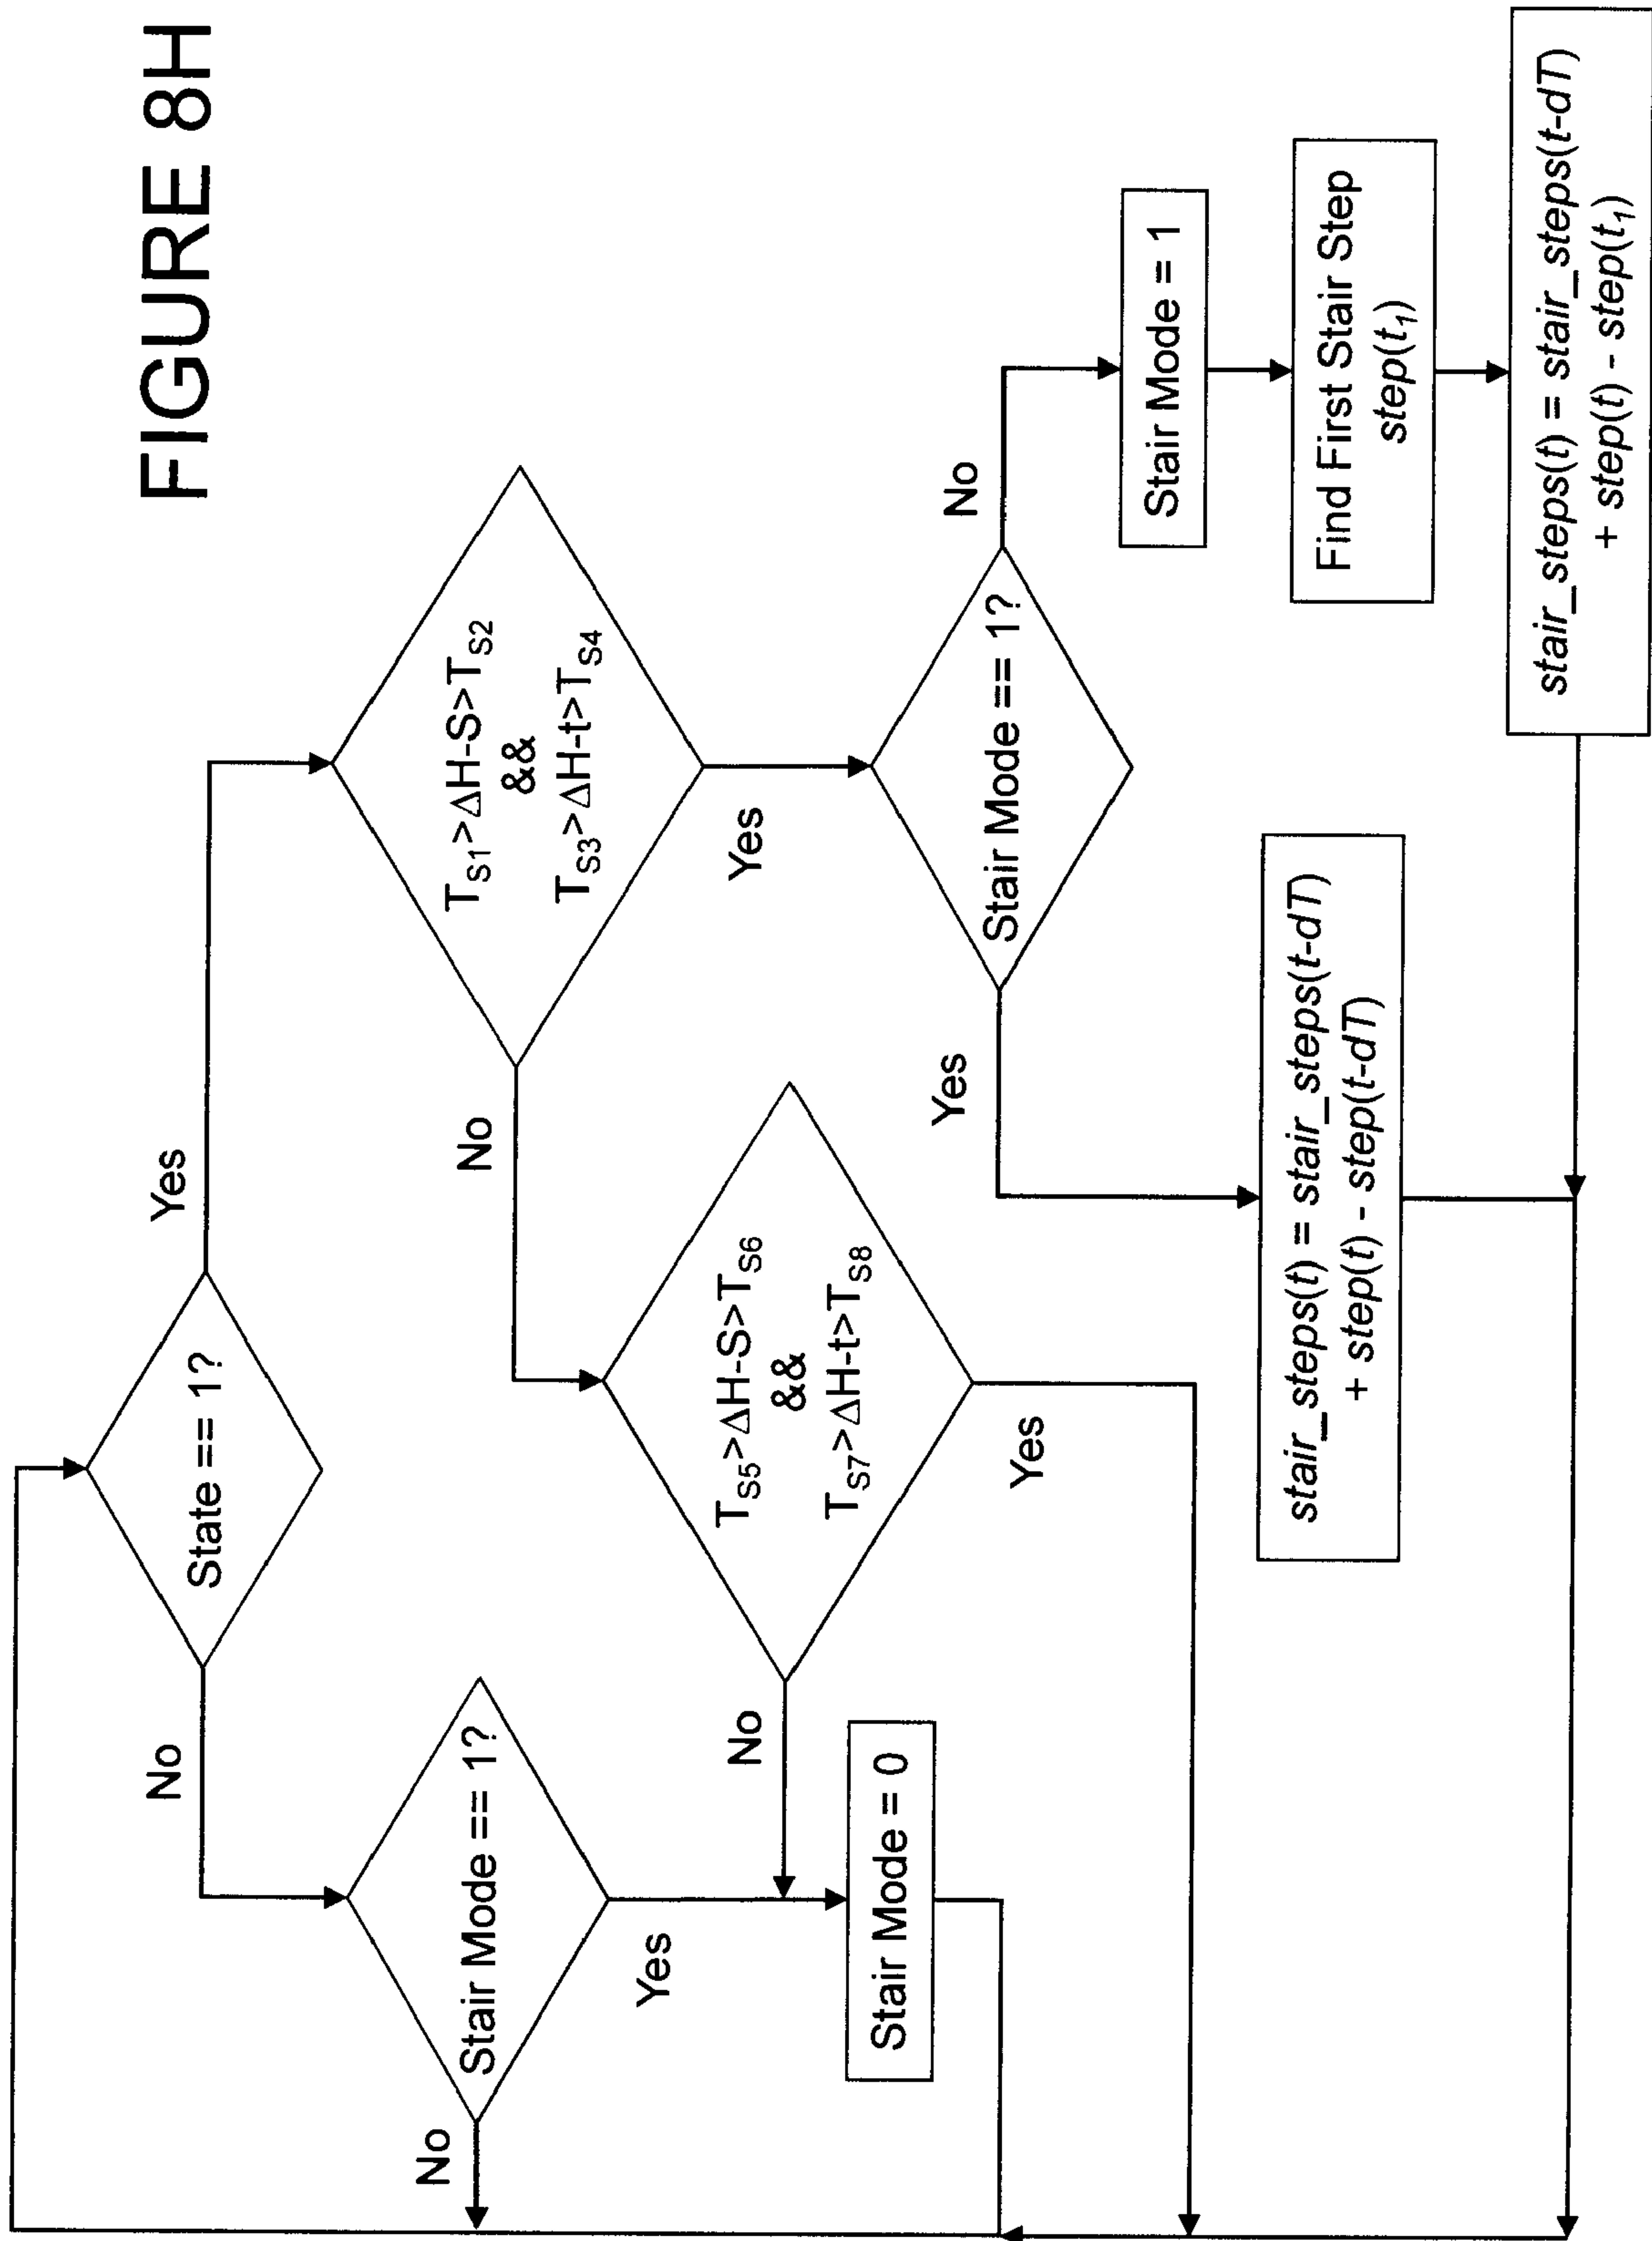 FIGURE 8H
State == 1?
No
Yes
Stair Mode == 1?
No
Yes
T_S1>ΔH-S>T_S2
&&
T_S3>ΔH-t>T_S4
No
Yes
T_S5>ΔH-S>T_S6
&&
T_S7>ΔH-t>T_S8
No
Yes
Stair Mode = 0
Stair Mode == 1?
Yes
No
Stair Mode = 1
Find First Stair Step
step(t_1)
stair_steps(t) = stair_steps(t-dT)
+ step(t) - step(t-dT)
stair_steps(t) = stair_steps(t-dT)
+ step(t) - step(t_1)